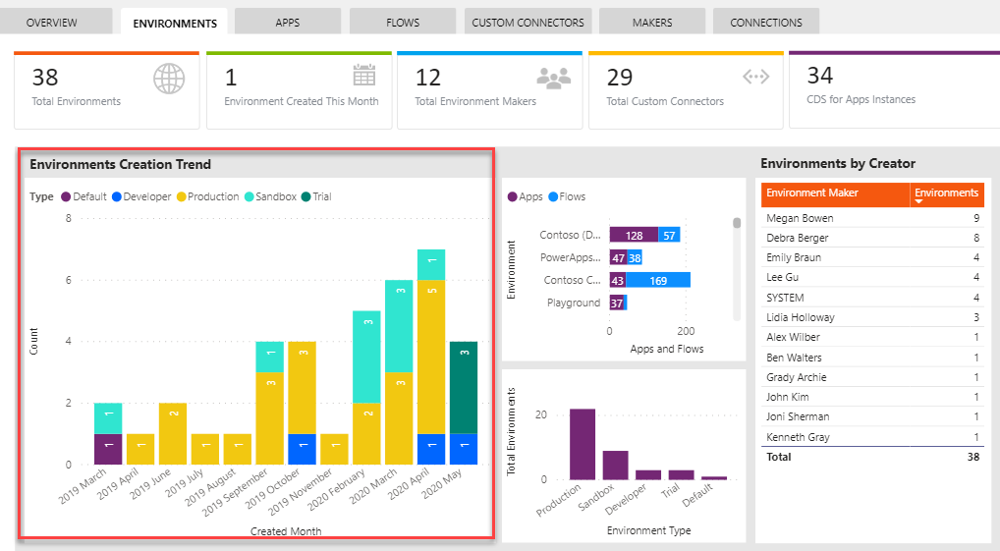 OVERVIEW ENVIRONMENTS APPS FLOWS CUSTOM CONNECTORS MAKERS CONNECTIONS
38
Total Environments
1
Environment Created This Month
12
Total Environment Makers
29
Total Custom Connectors
34
CDS for Apps Instances
Environments Creation Trend
Type Default Developer Production Sandbox Trial
8
6
4
2
0
Count
1 1
1
2
1
1
3 1
1 3
1
2 3
3 3
1 5 1
1 3
2019 March
2019 April
2019 June
2019 July
2019 August
2019 September
2019 October
2019 November
2020 February
2020 March
2020 April
2020 May
Created Month
Apps Flows
Environment
Contoso (D... 128 57
PowerApps... 47 38
Contoso C... 43 169
Playground 37
0 200
Apps and Flows
Total Environments
20
0
Production
Sandbox
Developer
Trial
Default
Environment Type
Environments by Creator
Environment Maker Environments
Megan Bowen 9
Debra Berger 8
Emily Braun 4
Lee Gu 4
SYSTEM 4
Lidia Holloway 3
Alex Wilber 1
Ben Walters 1
Grady Archie 1
John Kim 1
Joni Sherman 1
Kenneth Gray 1
Total 38